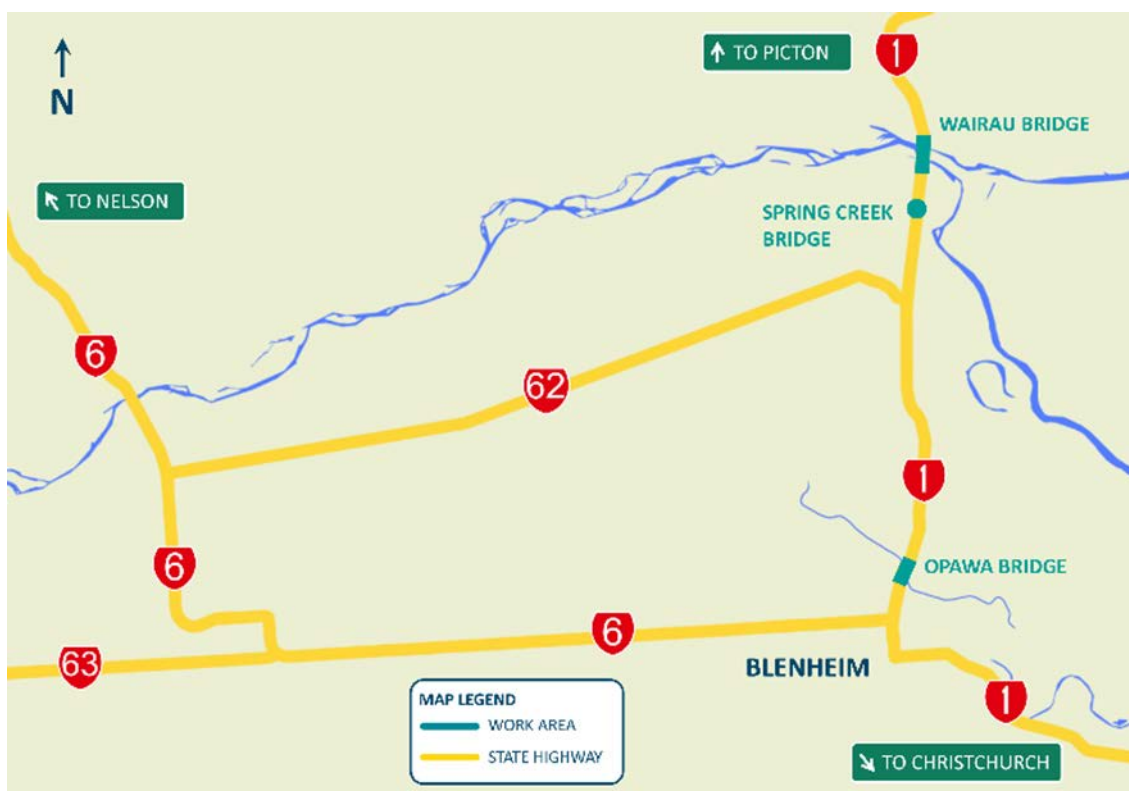 N
↑ TO PICTON
1
WAIRAU BRIDGE
↖ TO NELSON
SPRING CREEK
BRIDGE
6
62
1
6
OPAWA BRIDGE
6
63
BLENHEIM
1
MAP LEGEND
WORK AREA
STATE HIGHWAY
↘ TO CHRISTCHURCH